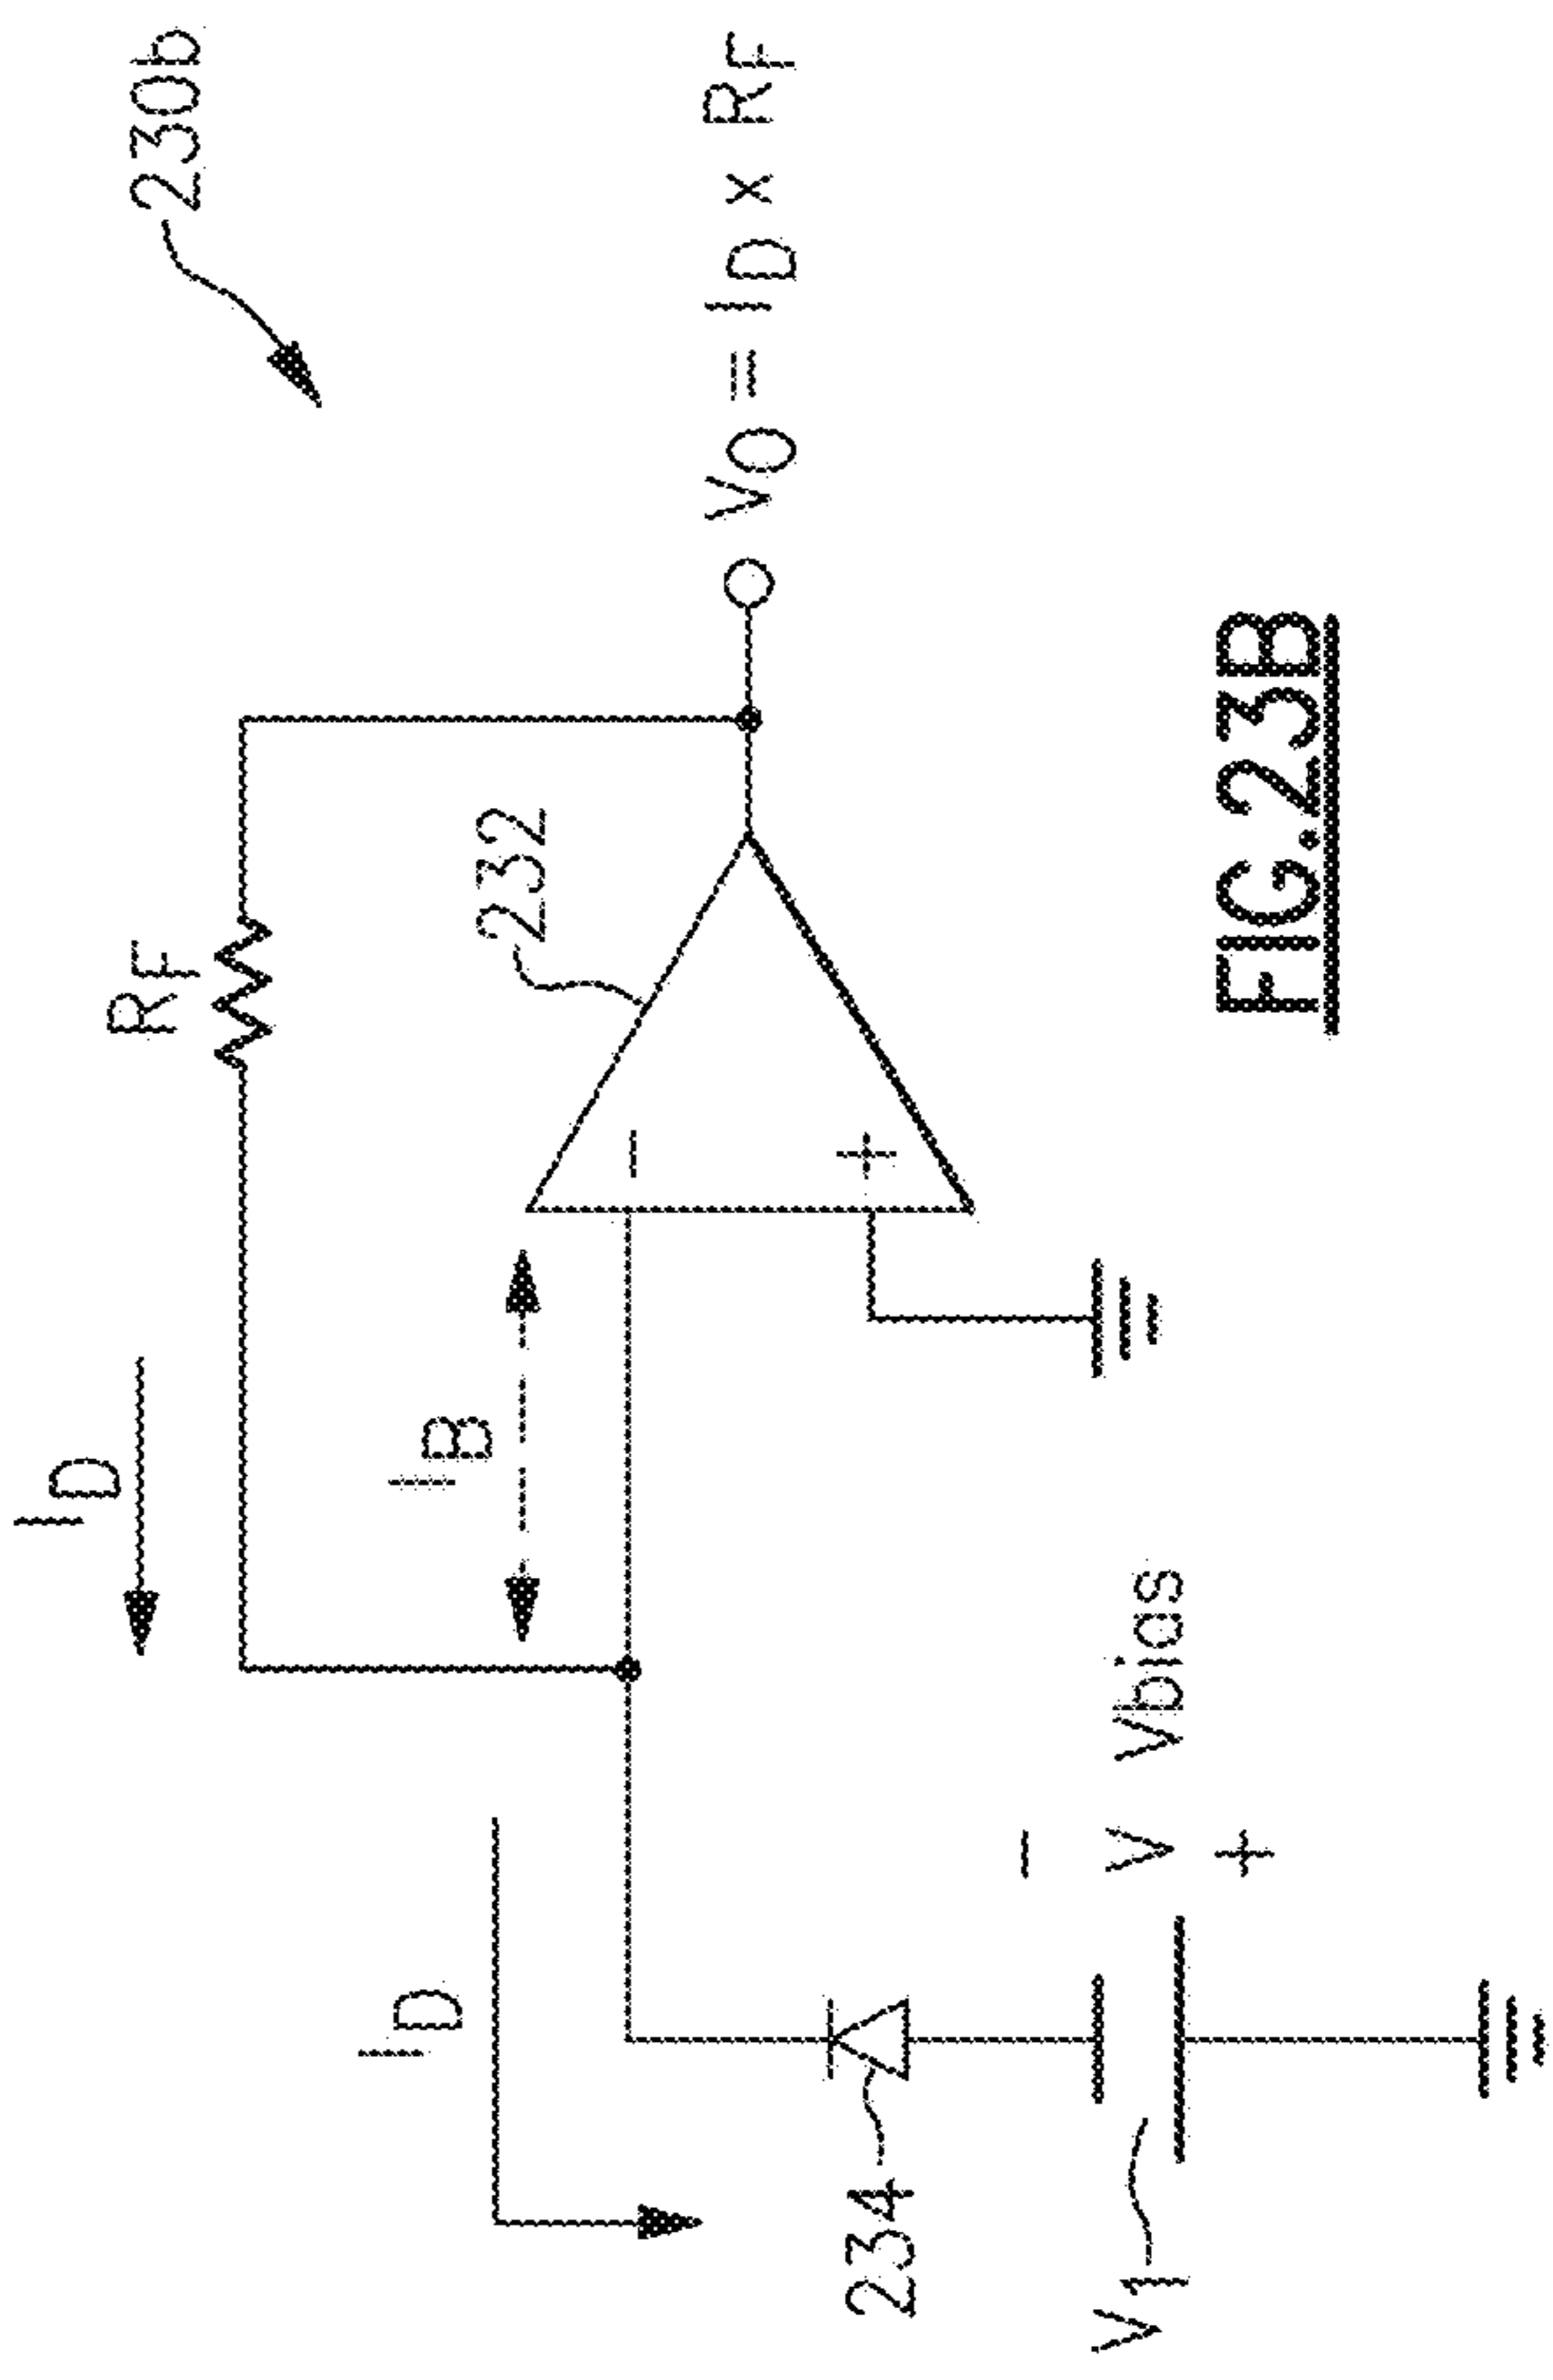 230b
RF
ID
232
IB
ID
−
+
VO = ID x RF
234
−
V Vbias
+
V1
FIG.23B